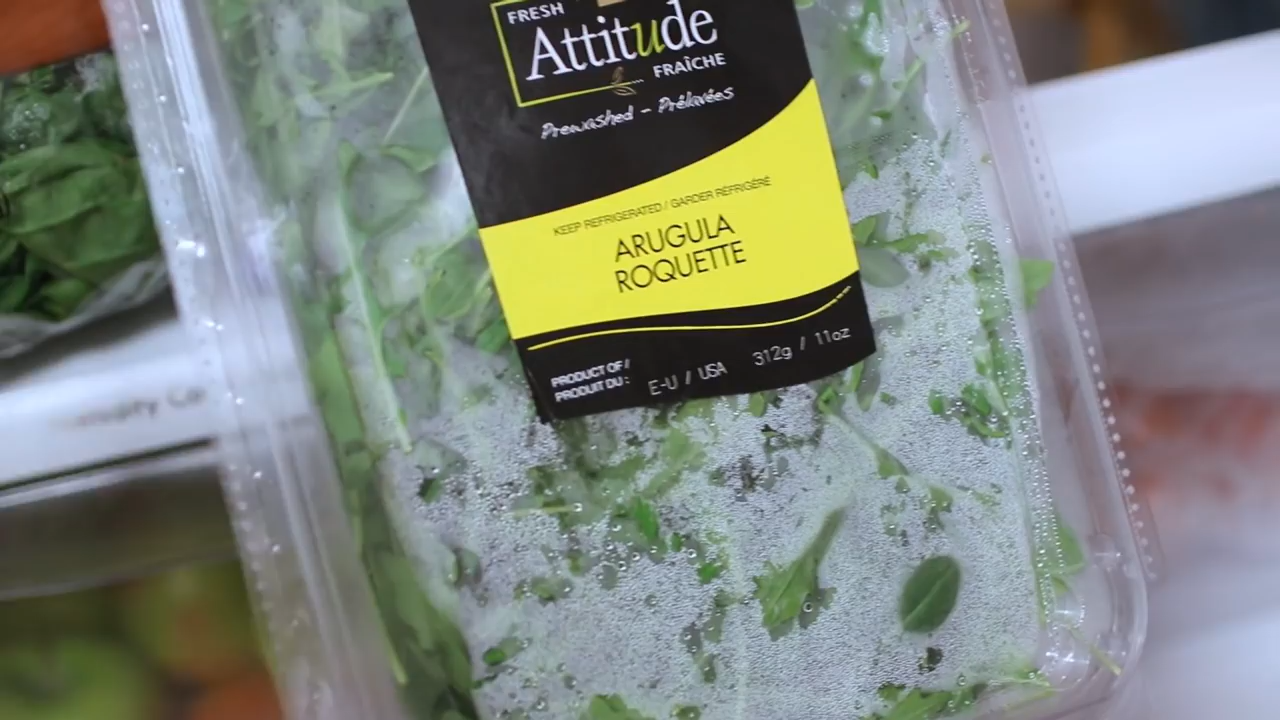 FRESH
Attitude
FRAÎCHE
Prewashed - Prélavées
KEEP REFRIGERATED / GARDER RÉFRIGÉRÉ
ARUGULA
ROQUETTE
PRODUCT OF /
PRODUIT DU :
E-U / USA
312g / 11oz